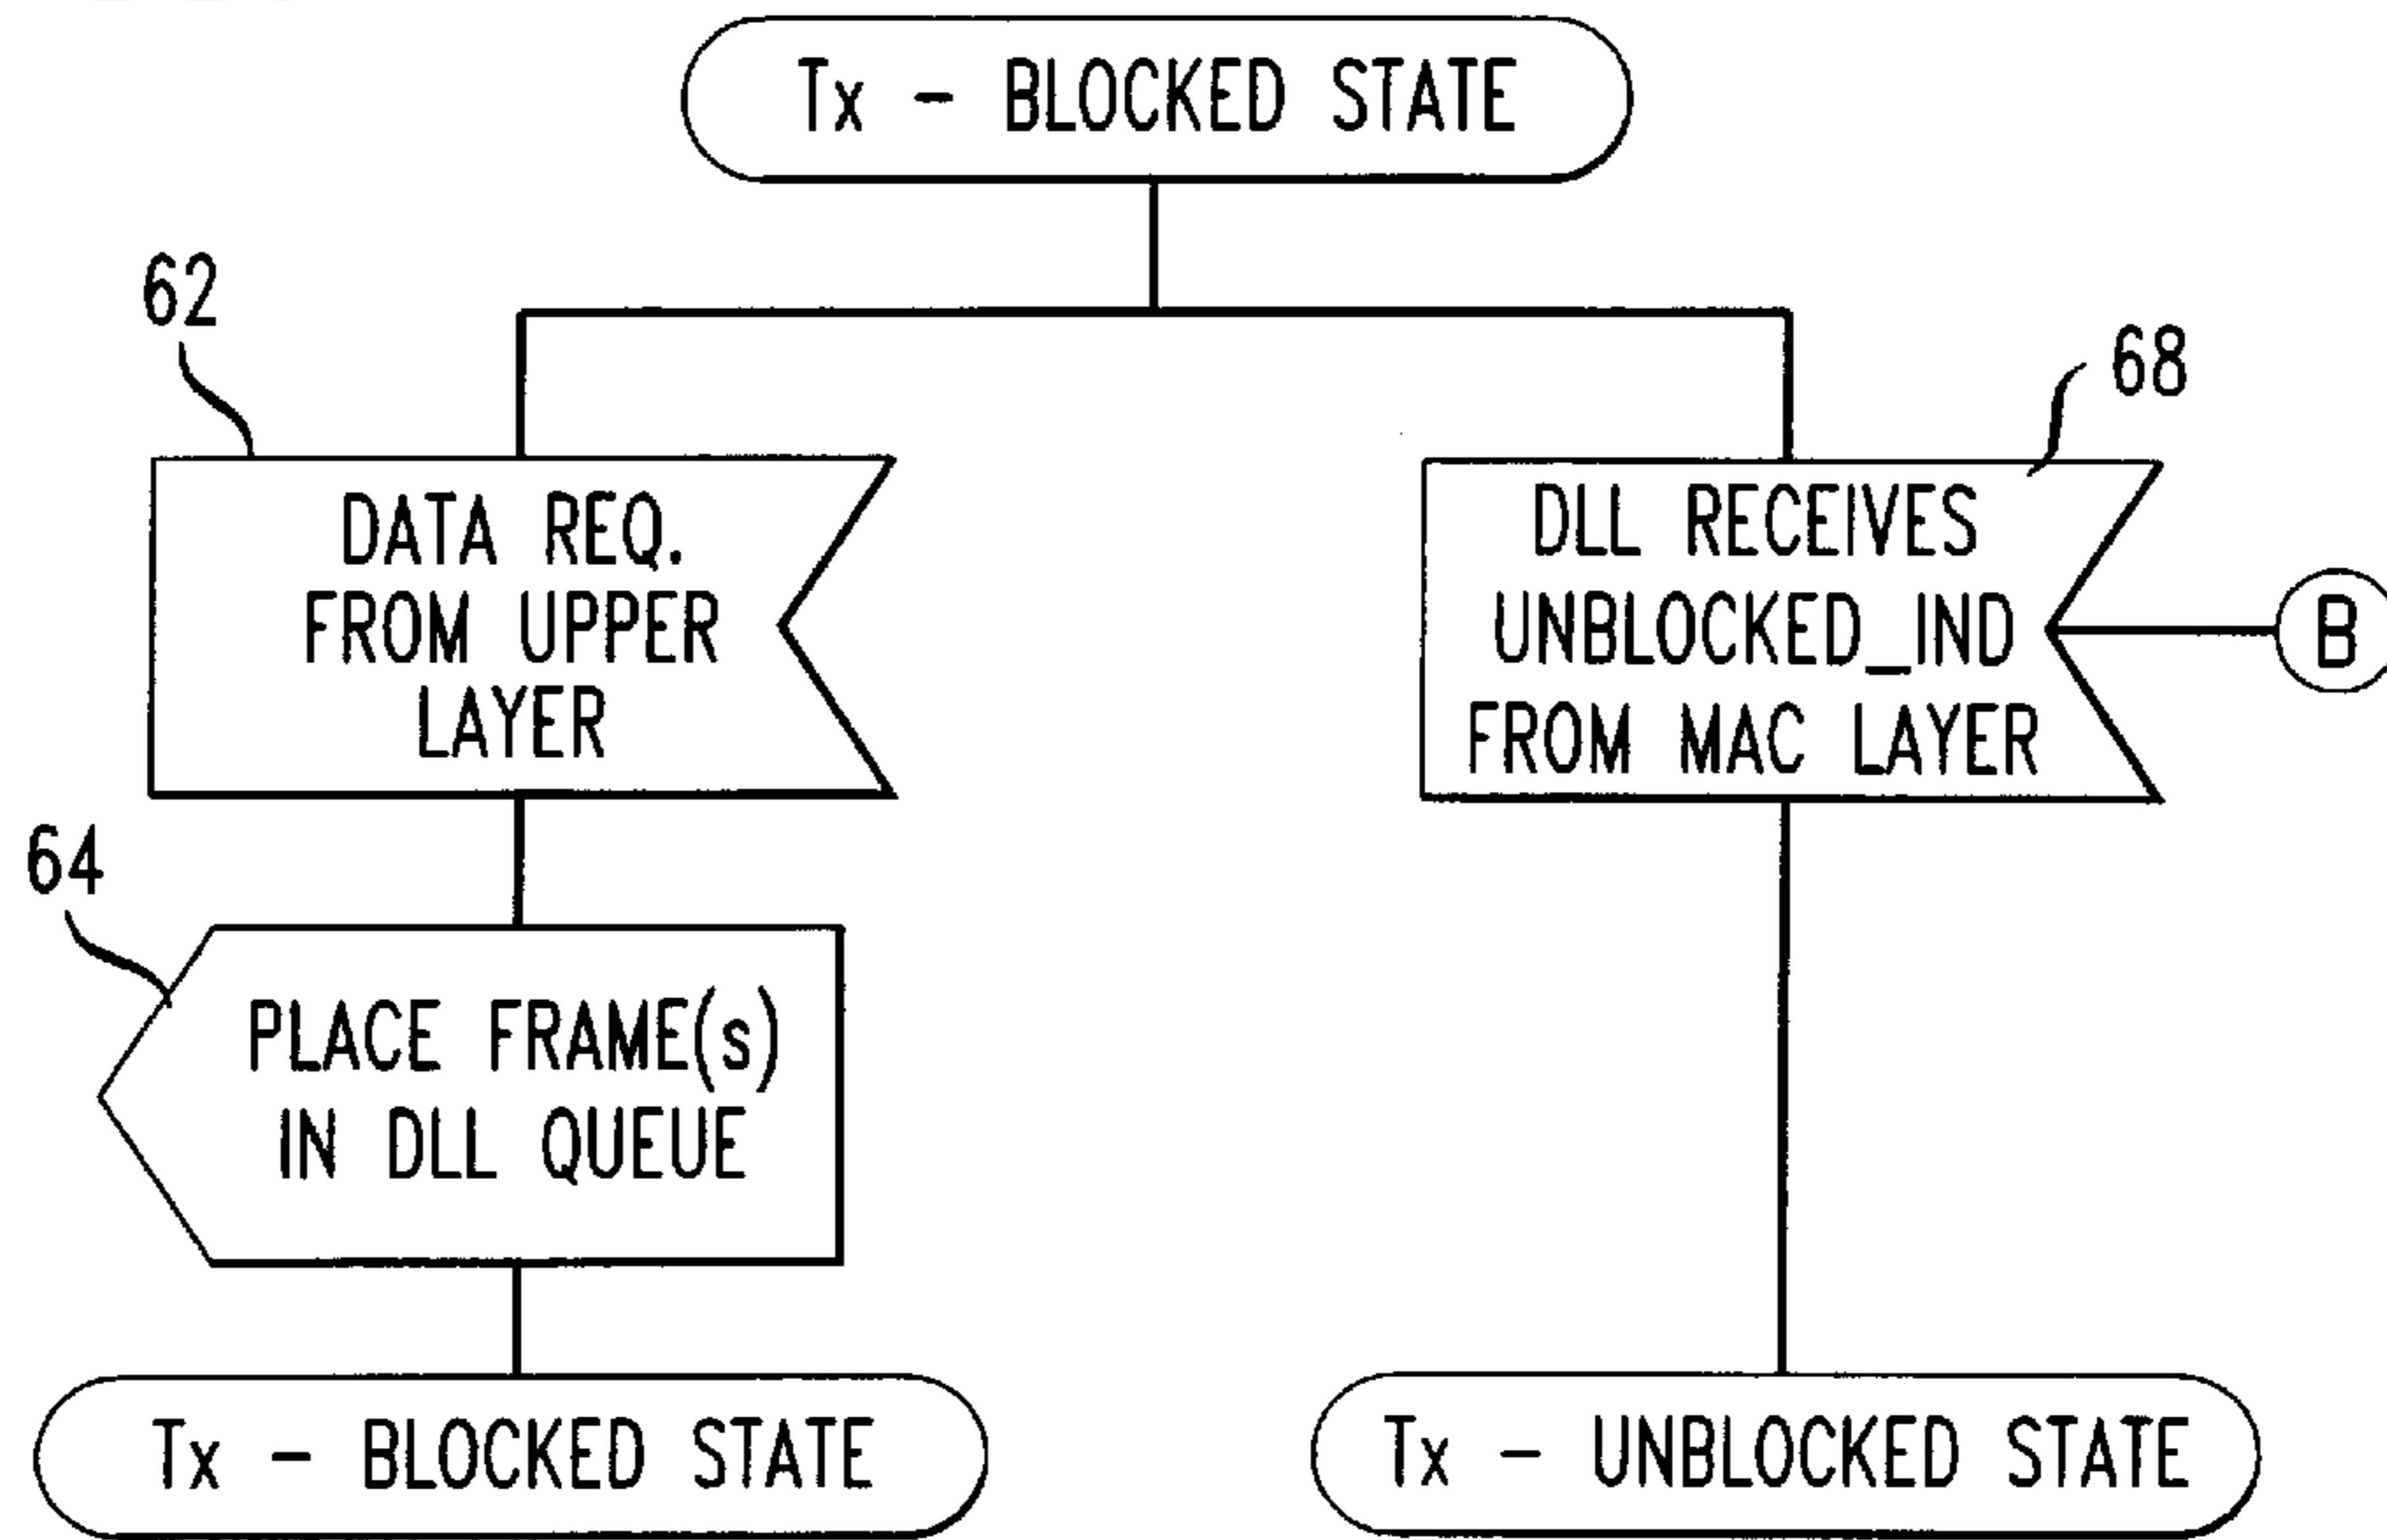 Tx - BLOCKED STATE
62
DATA REQ.
FROM UPPER
LAYER
68
DLL RECEIVES
UNBLOCKED_IND
FROM MAC LAYER
B
64
PLACE FRAME(s)
IN DLL QUEUE
Tx - BLOCKED STATE
Tx - UNBLOCKED STATE